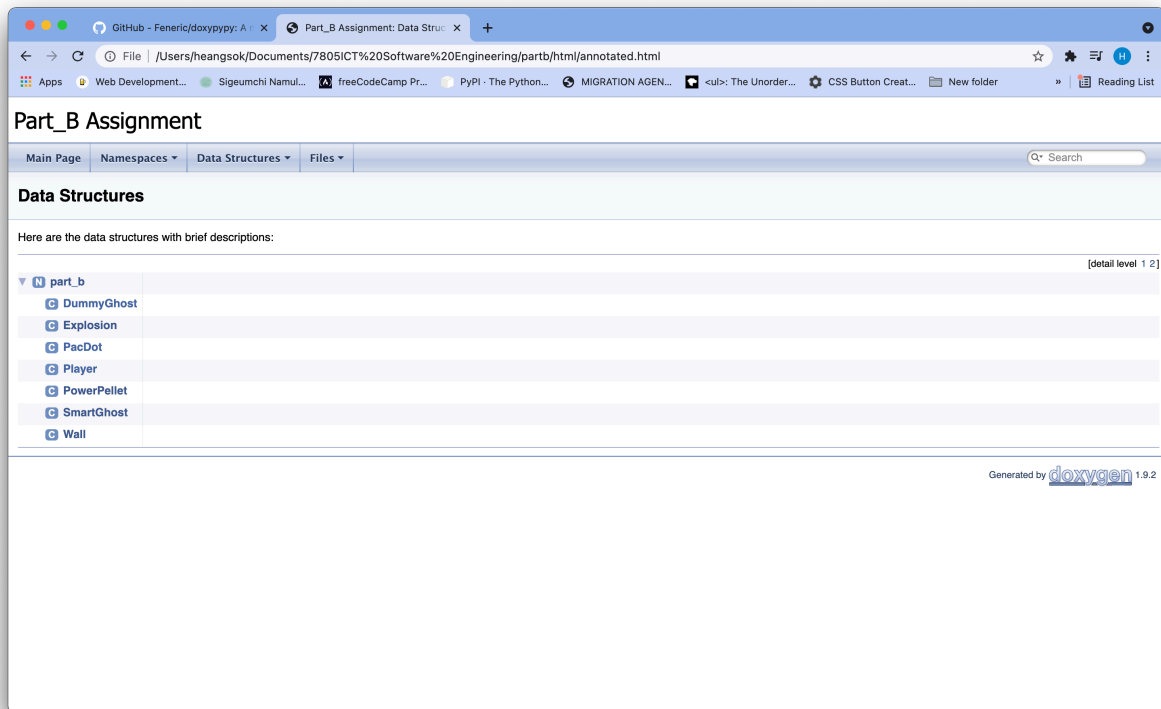 GitHub - Feneric/doxypypy: A
Part_B Assignment: Data Struc
File /Users/heangsok/Documents/7805ICT%20Software%20Engineering/partb/html/annotated.html
H
Apps Web Development... Sigeumchi Namul... freeCodeCamp Pr... PyPI · The Python... MIGRATION AGEN... <ul>: The Unorder... CSS Button Creat... New folder » Reading List
Part_B Assignment
Main Page Namespaces Data Structures Files Search
Data Structures
Here are the data structures with brief descriptions:
[detail level 1 2]
N part_b
C DummyGhost
C Explosion
C PacDot
C Player
C PowerPellet
C SmartGhost
C Wall
Generated by doxygen 1.9.2